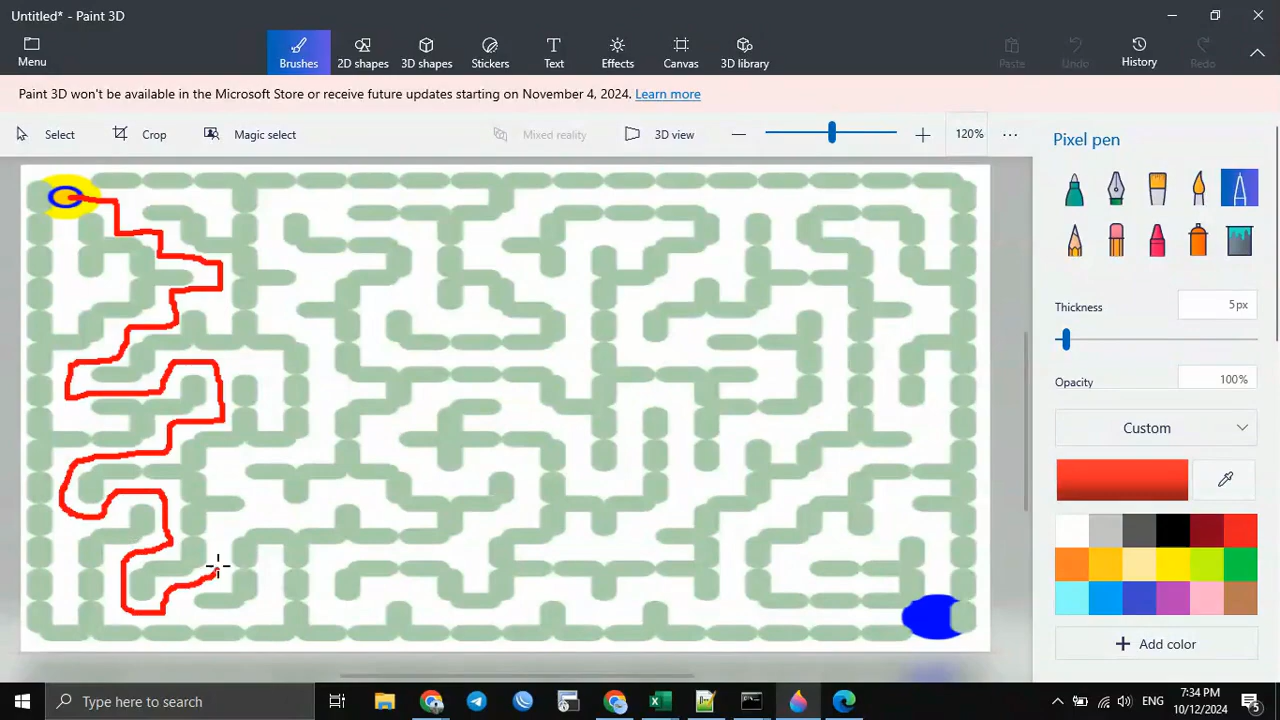 Untitled* - Paint 3D
Menu
Brushes
2D shapes
3D shapes
Stickers
Text
Effects
Canvas
3D library
Paste
Undo
History
Redo
Paint 3D won't be available in the Microsoft Store or receive future updates starting on November 4, 2024. Learn more
Select
Crop
Magic select
Mixed reality
3D view
120%
Pixel pen
Thickness
5px
Opacity
100%
Custom
Add color
Type here to search
ENG
7:34 PM
10/12/2024
5